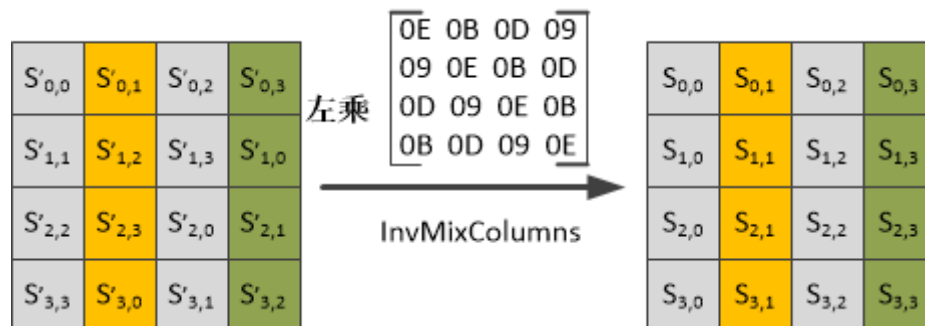 0E 0B 0D 09
09 0E 0B 0D
0D 09 0E 0B
0B 0D 09 0E
左乘
InvMixColumns
S′0,0 S′0,1 S′0,2 S′0,3
S′1,1 S′1,2 S′1,3 S′1,0
S′2,2 S′2,3 S′2,0 S′2,1
S′3,3 S′3,0 S′3,1 S′3,2
S0,0 S0,1 S0,2 S0,3
S1,0 S1,1 S1,2 S1,3
S2,0 S2,1 S2,2 S2,3
S3,0 S3,1 S3,2 S3,3